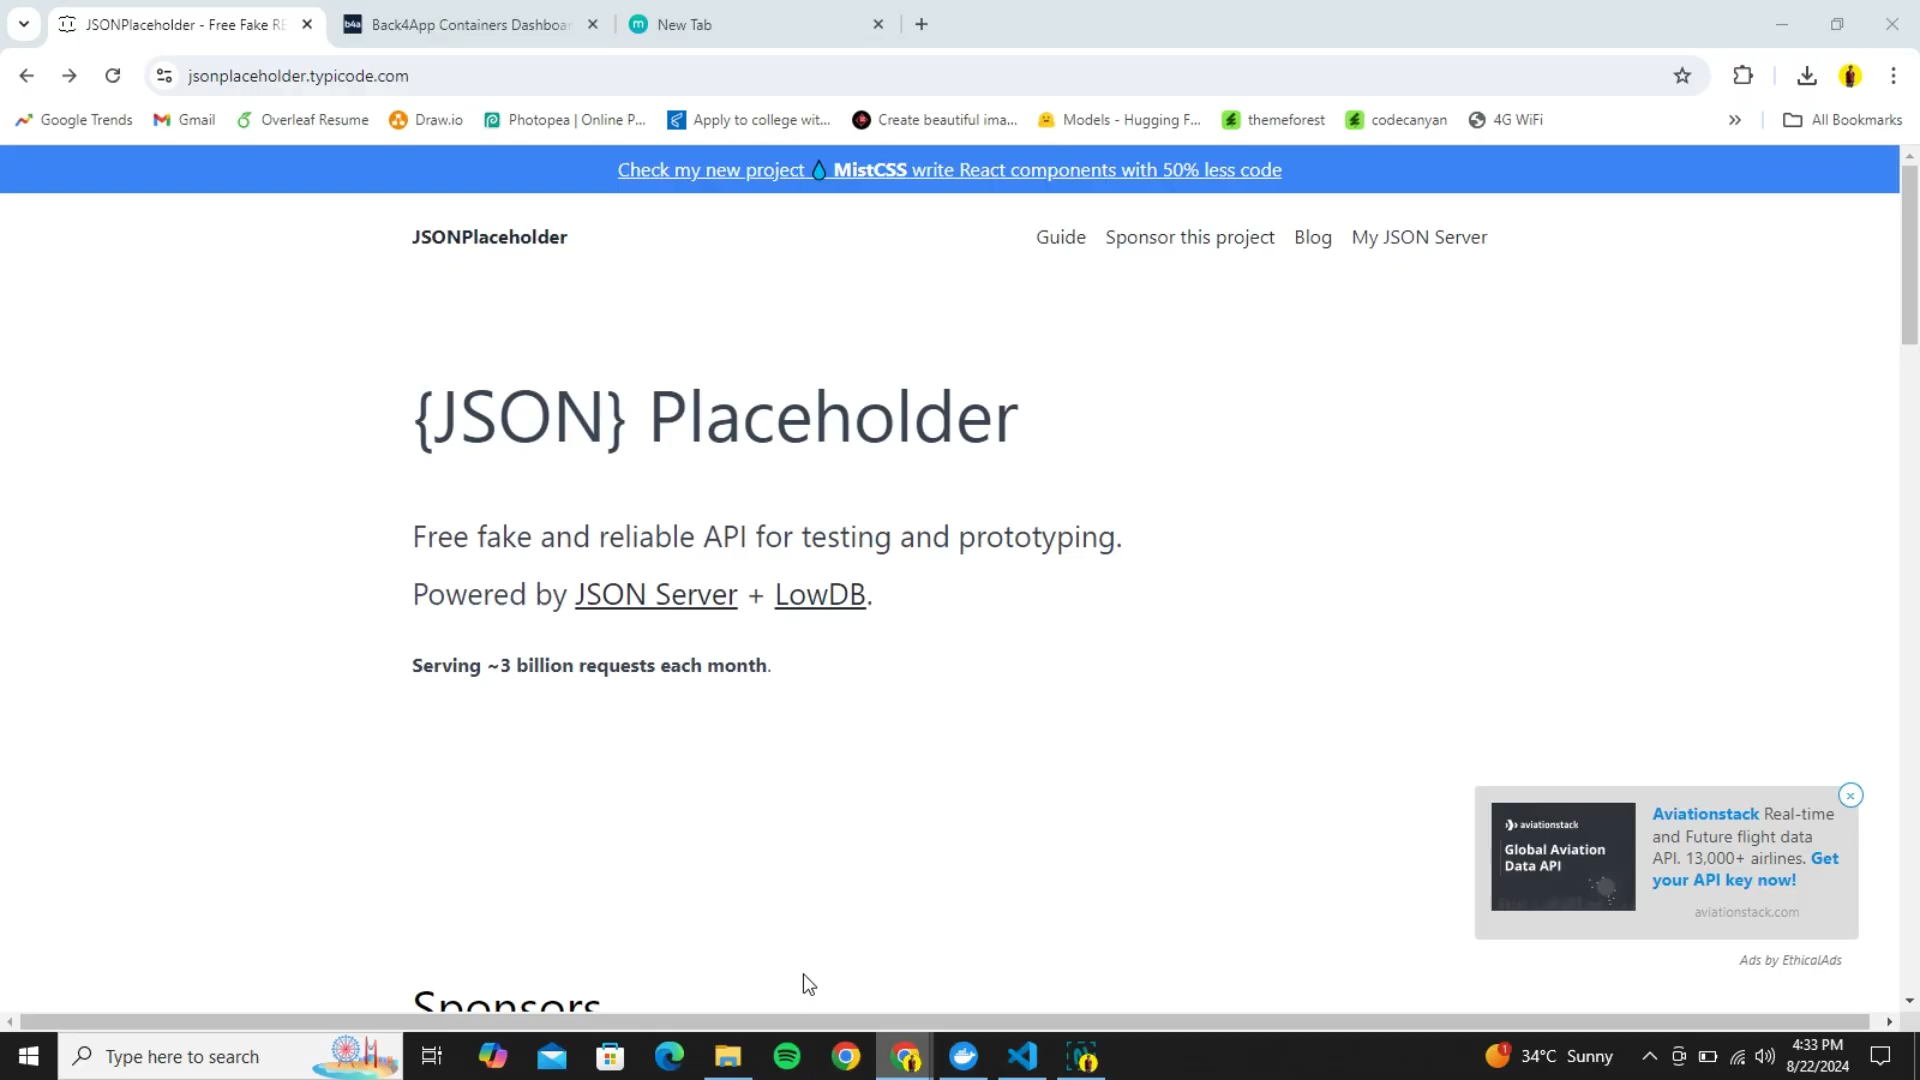 JSONPlaceholder - Free Fake RE
b4a
Back4App Containers Dashboar
m
New Tab
jsonplaceholder.typicode.com
Google Trends
Gmail
Overleaf Resume
Draw.io
Photopea | Online P...
Apply to college wit...
Create beautiful ima...
Models - Hugging F...
themeforest
codecanyan
4G WiFi
All Bookmarks
Check my new project 💧 MistCSS write React components with 50% less code
JSONPlaceholder
Guide
Sponsor this project
Blog
My JSON Server
{JSON} Placeholder
Free fake and reliable API for testing and prototyping.
Powered by JSON Server + LowDB.
Serving ~3 billion requests each month.
aviationstack
Global Aviation
Data API
Aviationstack Real-time
and Future flight data
API. 13,000+ airlines. Get
your API key now!
aviationstack.com
Ads by EthicalAds
Sponsors
Type here to search
1
34°C Sunny
4:33 PM
8/22/2024